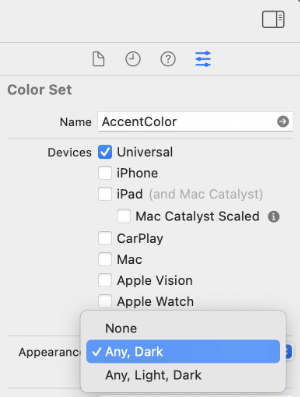 Color Set
Name AccentColor
Devices Universal
iPhone
iPad (and Mac Catalyst)
Mac Catalyst Scaled
CarPlay
Mac
Apple Vision
Apple Watch
None
Appearanc ✓ Any, Dark
Any, Light, Dark